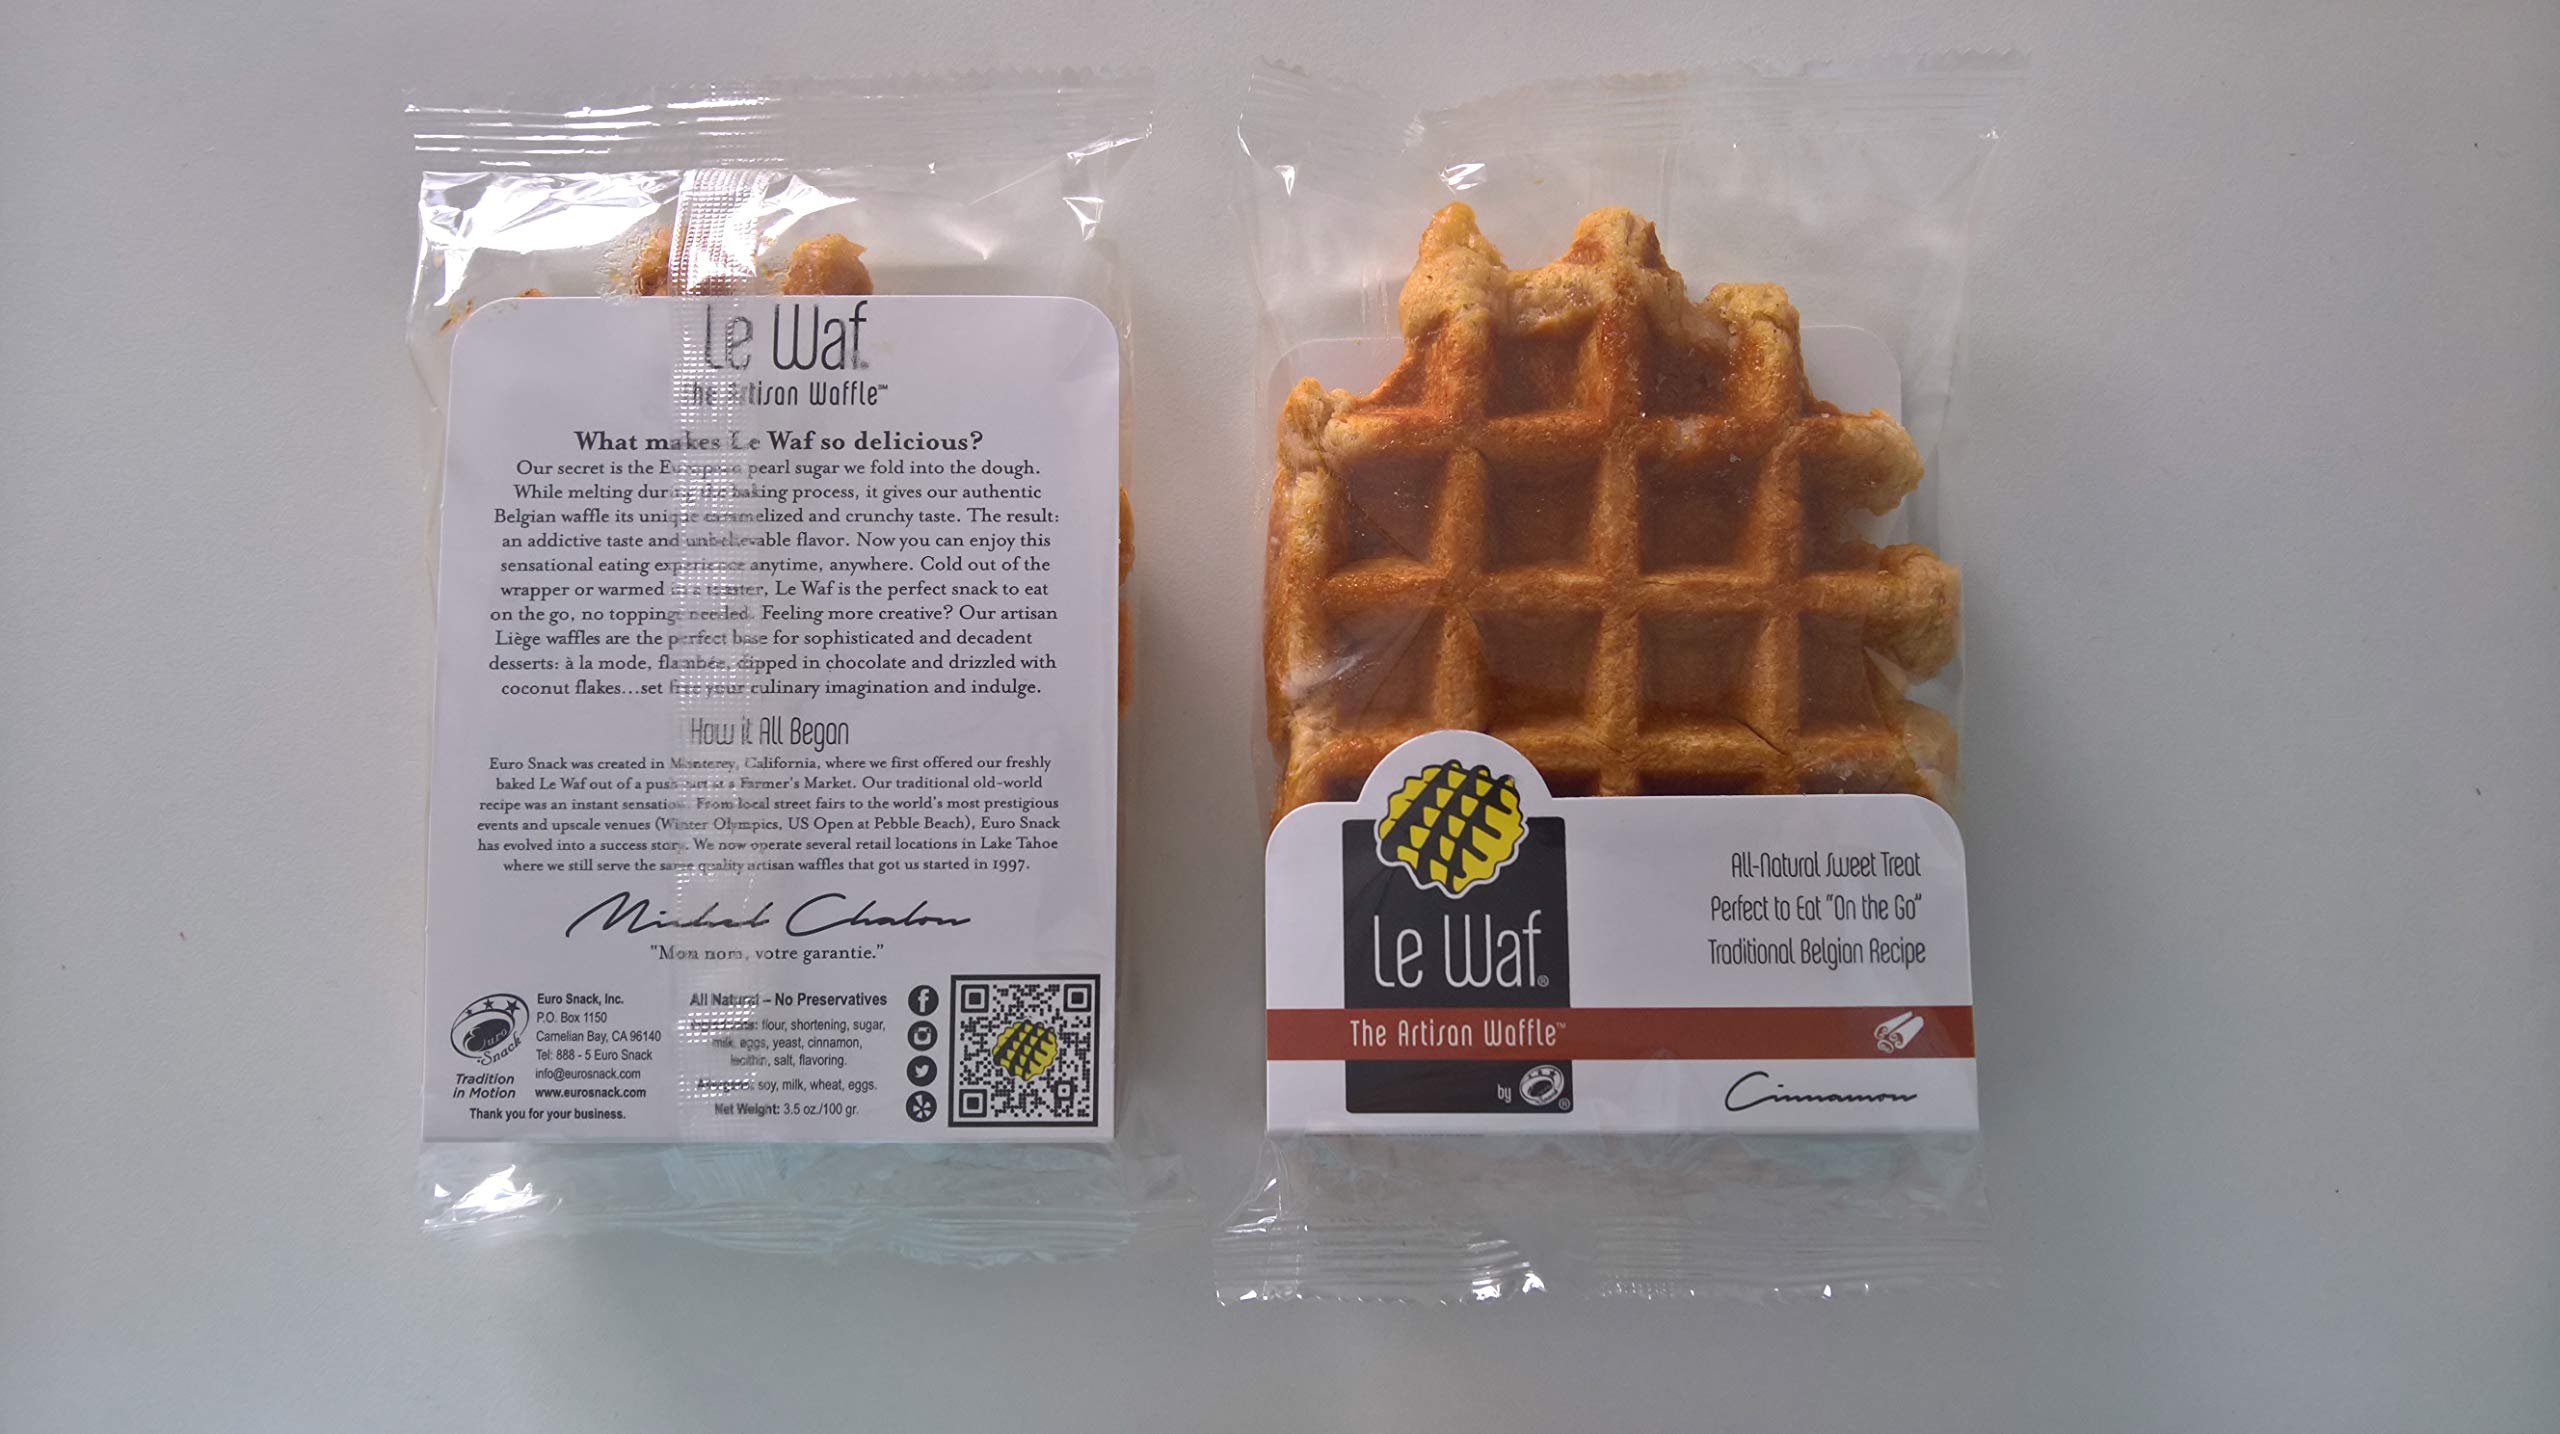 Le Waf
The Artisan Waffle™
What makes Le Waf so delicious?
Our secret is the European pearl sugar we fold into the dough.
While melting during the baking process, it gives our authentic
Belgian waffle its unique caramelized and crunchy taste. The result:
an addictive taste and unbelievable flavor. Now you can enjoy this
sensational eating experience anytime, anywhere. Cold out of the
wrapper or warmed in a toaster, Le Waf is the perfect snack to eat
on the go, no toppings needed. Feeling more creative? Our artisan
Liège waffles are the perfect base for sophisticated and decadent
desserts: à la mode, flambée, dipped in chocolate and drizzled with
coconut flakes...set free your culinary imagination and indulge.
How it All Began
Euro Snack was created in Monterey, California, where we first offered our freshly
baked Le Waf out of a push cart at a Farmer's Market. Our traditional old-world
recipe was an instant sensation. From local street fairs to the world's most prestigious
events and upscale venues (Winter Olympics, US Open at Pebble Beach), Euro Snack
has evolved into a success story. We now operate several retail locations in Lake Tahoe
where we still serve the same quality artisan waffles that got us started in 1997.
Michel Chalon
"Mon nom, votre garantie."
Euro Snack
Tradition
in Motion
Euro Snack, Inc.
P.O. Box 1150
Carnelian Bay, CA 96140
Tel: 888 - 5 Euro Snack
info@eurosnack.com
www.eurosnack.com
Thank you for your business.
All Natural – No Preservatives
Ingredients: flour, shortening, sugar,
milk, eggs, yeast, cinnamon,
lecithin, salt, flavoring.
Allergens: soy, milk, wheat, eggs.
Net Weight: 3.5 oz./100 gr.
Le Waf®
The Artisan Waffle™
by
All-Natural Sweet Treat
Perfect to Eat "On the Go"
Traditional Belgian Recipe
Cinnamon